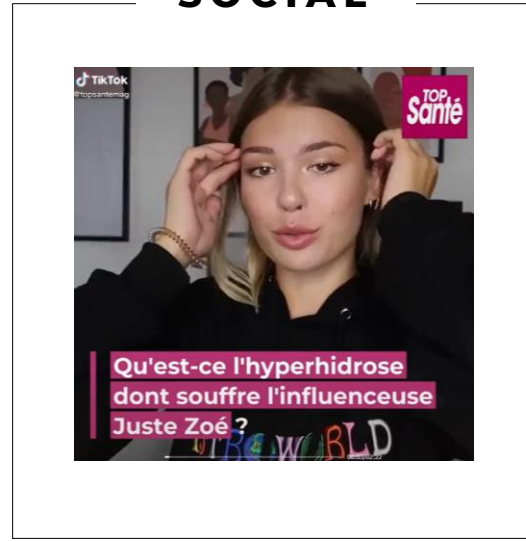 SOCIAL
TikTok
@topsantemag
TOP
Santé
Qu'est-ce l'hyperhidrose
dont souffre l'influenceuse
Juste Zoé ?